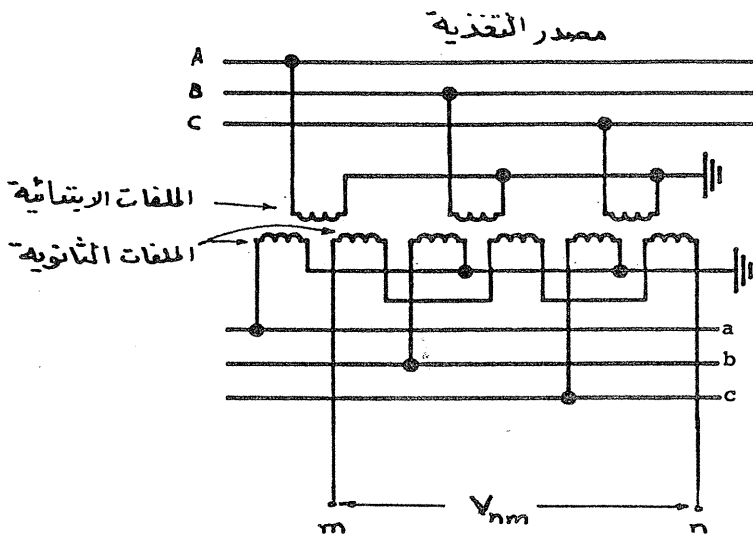 مصدر التغذية
A
B
C
الملفات الابتدائية
الملفات الثانوية
a
b
c
Vnm
m
n